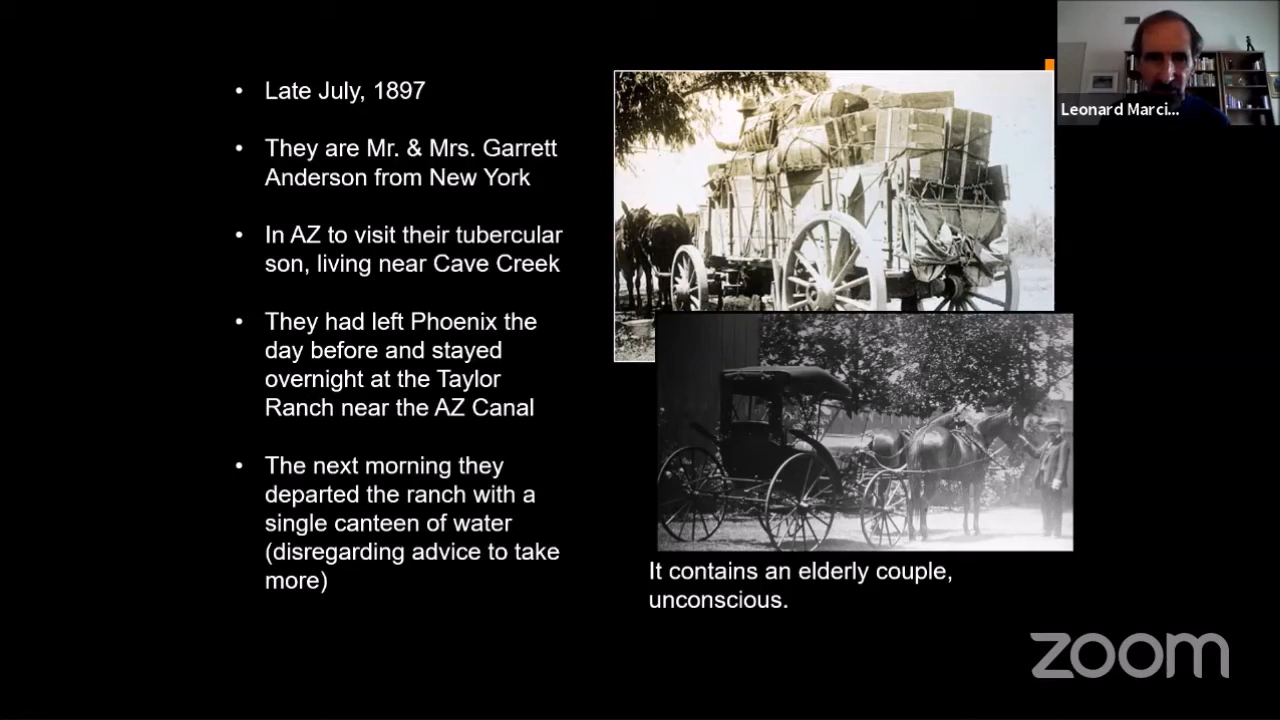 • Late July, 1897
• They are Mr. & Mrs. Garrett
Anderson from New York
• In AZ to visit their tubercular
son, living near Cave Creek
• They had left Phoenix the
day before and stayed
overnight at the Taylor
Ranch near the AZ Canal
• The next morning they
departed the ranch with a
single canteen of water
(disregarding advice to take
more)
It contains an elderly couple,
unconscious.
Leonard Marci...
zoom